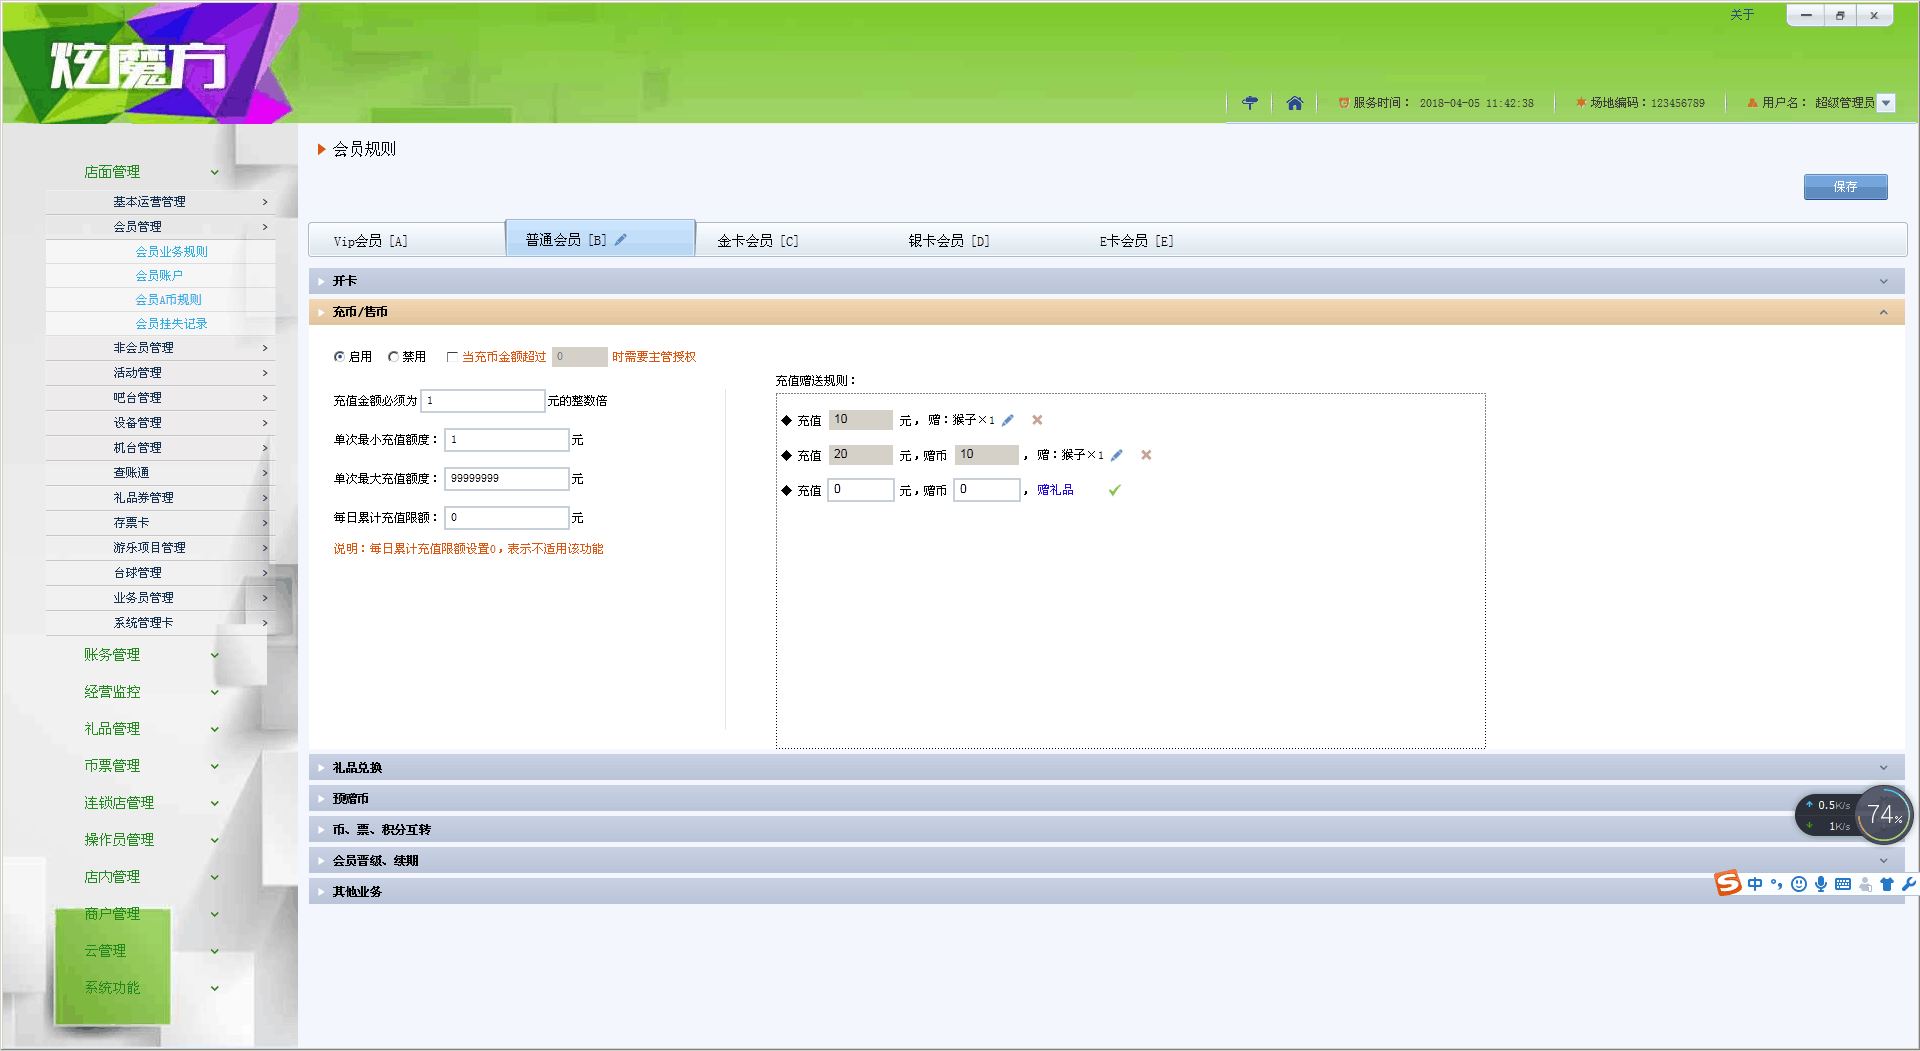 关于
炫魔方
服务时间： 2018-04-05 11:42:38
场地编码：123456789
用户名： 超级管理员
店面管理
基本运营管理
会员管理
会员业务规则
会员账户
会员A币规则
会员挂失记录
非会员管理
活动管理
吧台管理
设备管理
机台管理
查账通
礼品券管理
存票卡
游乐项目管理
台球管理
业务员管理
系统管理卡
账务管理
经营监控
礼品管理
币票管理
连锁店管理
操作员管理
店内管理
商户管理
云管理
系统功能
会员规则
保存
Vip会员 [A]
普通会员 [B]
金卡会员 [C]
银卡会员 [D]
E卡会员 [E]
开卡
充币/售币
启用 禁用 当充币金额超过 0 时需要主管授权
充值金额必须为 1 元的整数倍
单次最小充值额度： 1 元
单次最大充值额度： 99999999 元
每日累计充值限额： 0 元
说明：每日累计充值限额设置0，表示不适用该功能
充值赠送规则：
◆ 充值 10 元，赠：猴子×1
◆ 充值 20 元，赠币 10 ，赠：猴子×1
◆ 充值 0 元，赠币 0 ，赠礼品
礼品兑换
预赠币
币、票、积分互转
会员晋级、续期
其他业务
0.5K/s
1K/s
74%
S 中